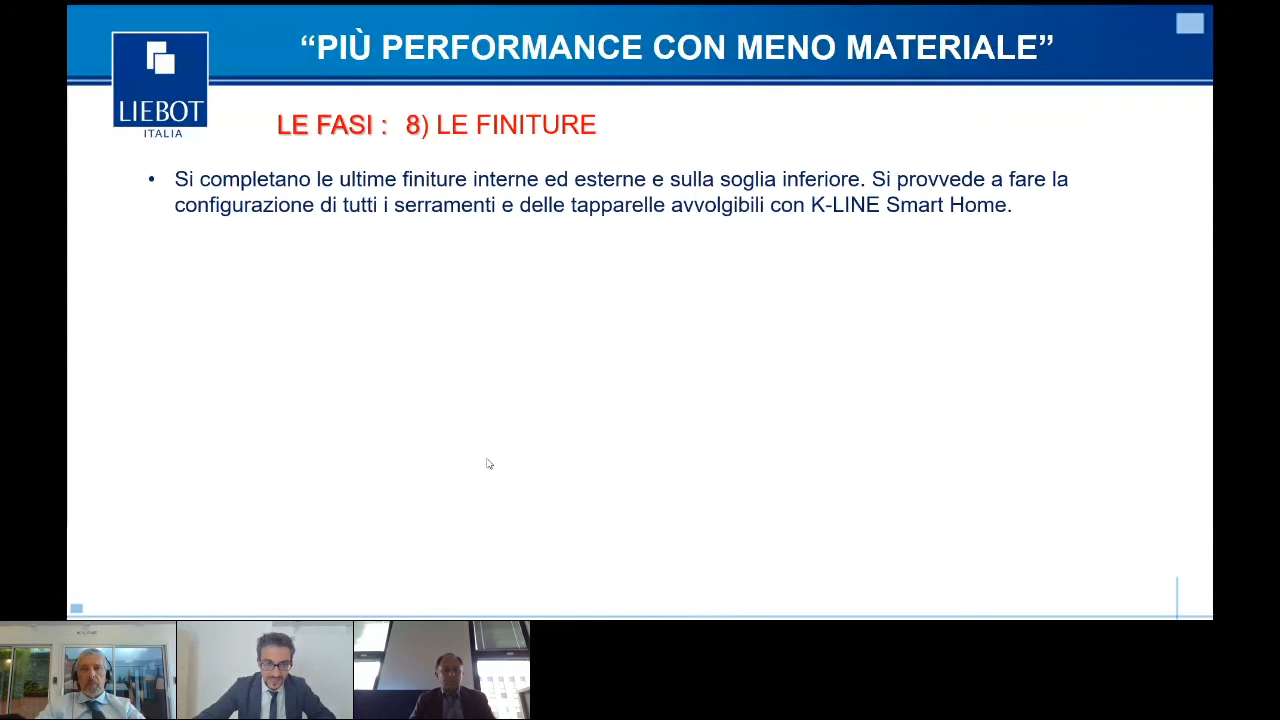 “PIÙ PERFORMANCE CON MENO MATERIALE”
LIEBOT
ITALIA
LE FASI : 8) LE FINITURE
• Si completano le ultime finiture interne ed esterne e sulla soglia inferiore. Si provvede a fare la
configurazione di tutti i serramenti e delle tapparelle avvolgibili con K-LINE Smart Home.
K-LINE